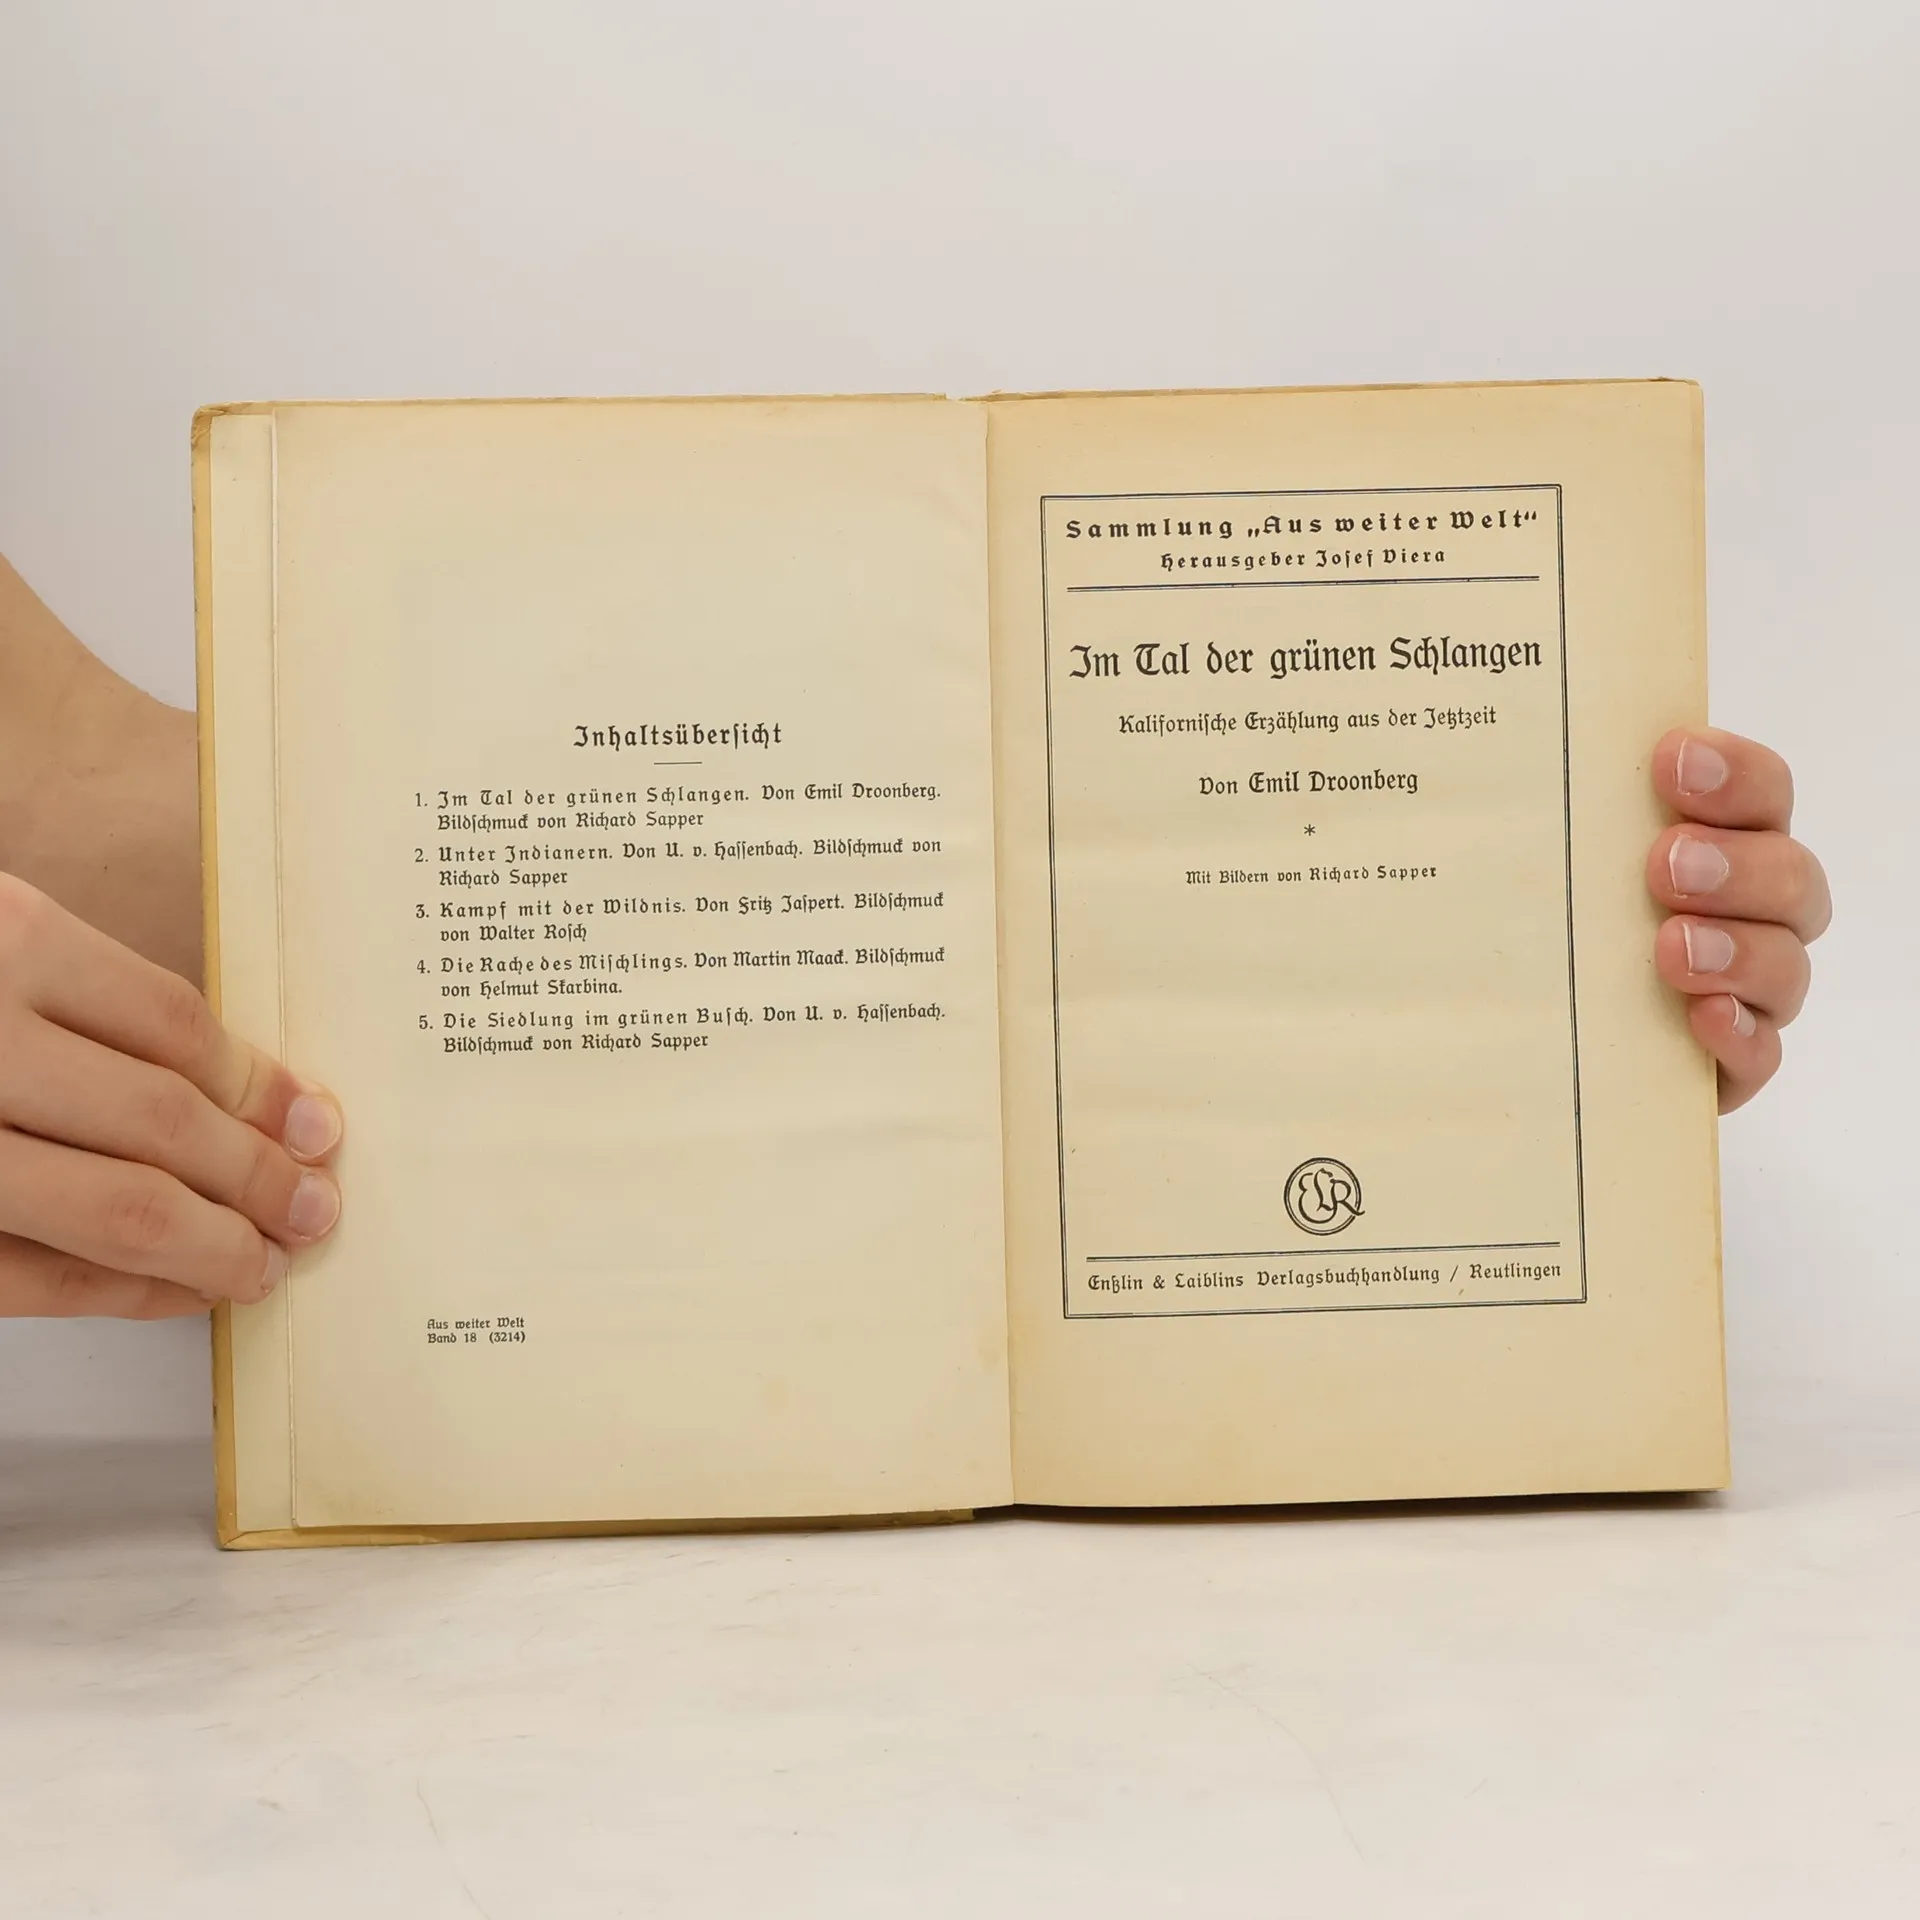 Inhaltsübersicht
1. Im Tal der grünen Schlangen. Von Emil Droonberg.
Bildſchmuck von Richard Sapper
2. Unter Indianern. Von U. v. Haſſenbach. Bildſchmuck von
Richard Sapper
3. Kampf mit der Wildnis. Von Fritz Jaſpert. Bildſchmuck
von Walter Roſch
4. Die Rache des Miſchlings. Von Martin Maack. Bildſchmuck
von Helmut Skarbina.
5. Die Siedlung im grünen Buſch. Von U. v. Haſſenbach.
Bildſchmuck von Richard Sapper
Aus weiter Welt
Band 18 (3214)
Sammlung „Aus weiter Welt“
Herausgeber Joſef Viera
Im Tal der grünen Schlangen
Kaliforniſche Erzählung aus der Jetztzeit
Von Emil Droonberg
*
Mit Bildern von Richard Sapper
ELR
Enßlin & Laiblins Verlagsbuchhandlung / Reutlingen